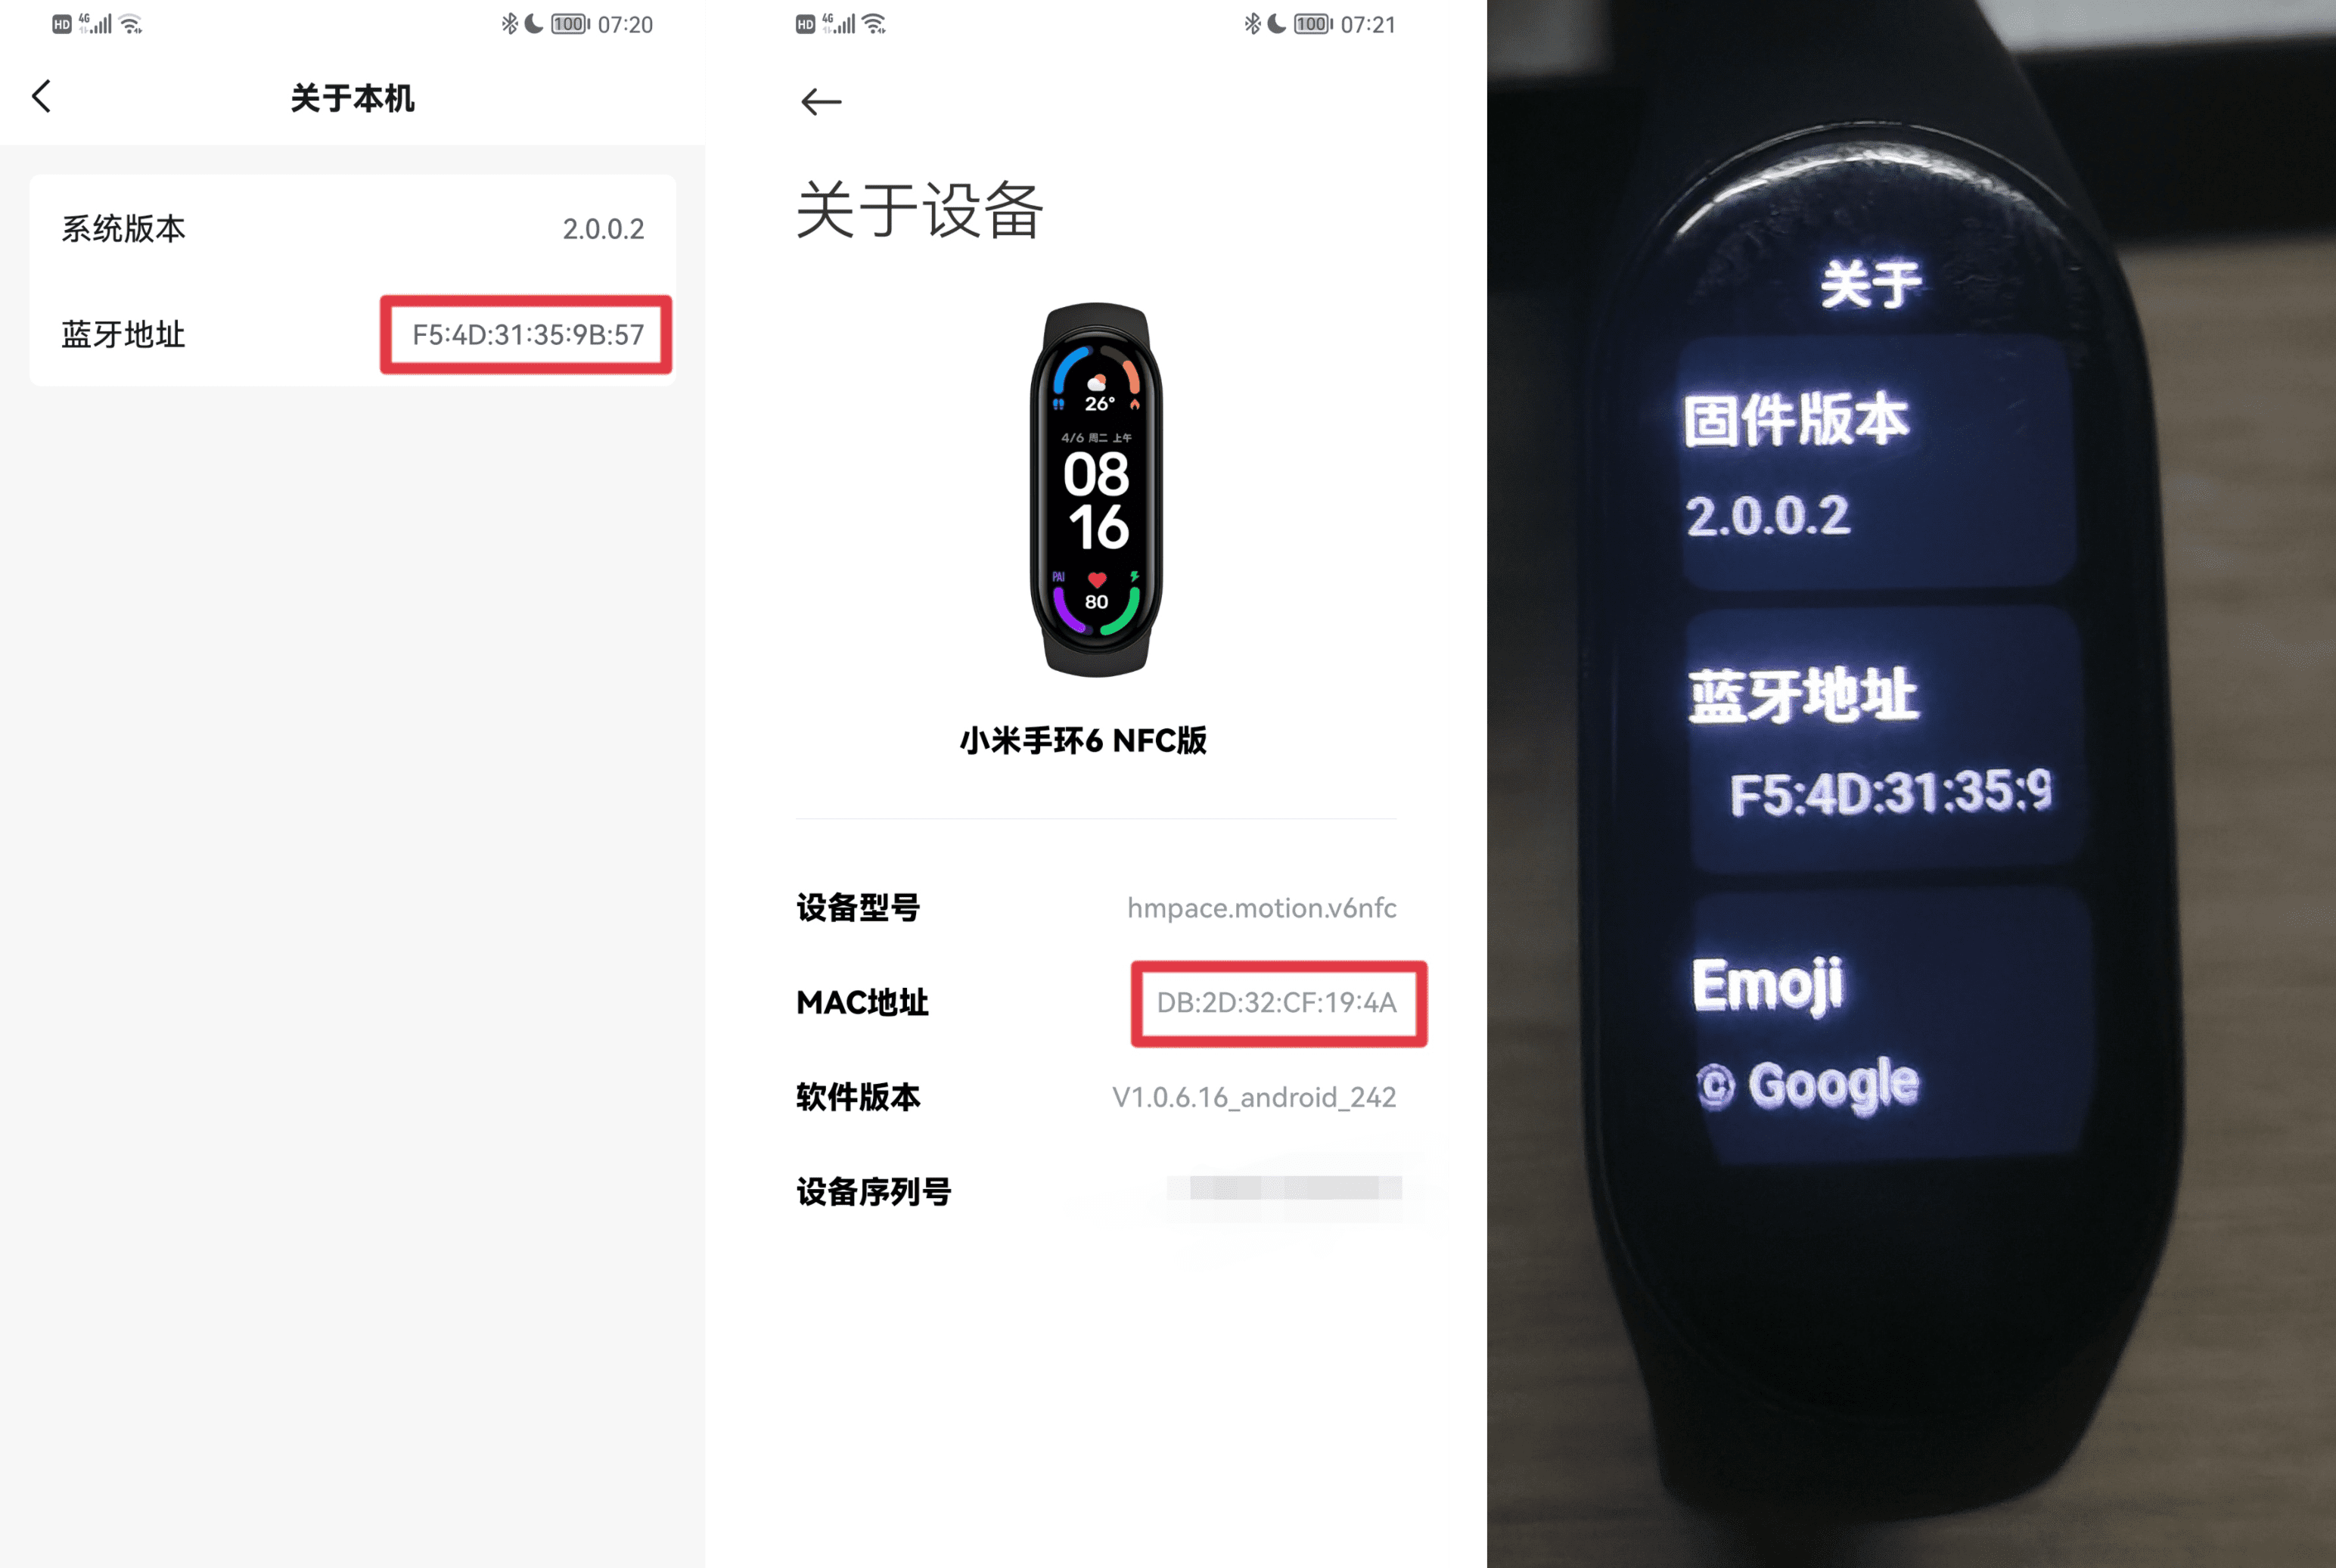 HD 4G 100 07:20
关于本机
系统版本 2.0.0.2
蓝牙地址 F5:4D:31:35:9B:57
HD 4G 100 07:21
关于设备
26°
4/6 周二 上午
08
16
PAI
80
小米手环6 NFC版
设备型号 hmpace.motion.v6nfc
MAC地址 DB:2D:32:CF:19:4A
软件版本 V1.0.6.16_android_242
设备序列号
关于
固件版本
2.0.0.2
蓝牙地址
F5:4D:31:35:9
Emoji
© Google